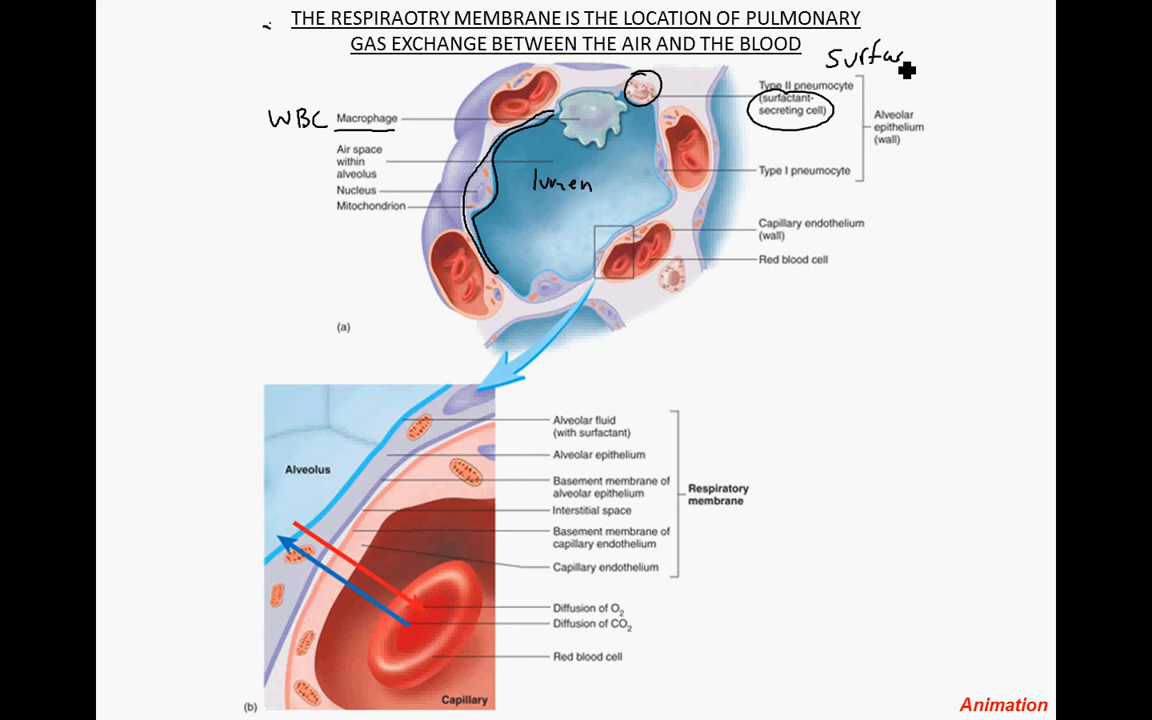 THE RESPIRAOTRY MEMBRANE IS THE LOCATION OF PULMONARY
GAS EXCHANGE BETWEEN THE AIR AND THE BLOOD
surfac
WBC
Macrophage
Air space
within
alveolus
Nucleus
Mitochondrion
lumen
Type II pneumocyte
(surfactant-
secreting cell)
Alveolar
epithelium
(wall)
Type I pneumocyte
Capillary endothelium
(wall)
Red blood cell
(a)
Alveolus
Alveolar fluid
(with surfactant)
Alveolar epithelium
Basement membrane of
alveolar epithelium
Interstitial space
Basement membrane of
capillary endothelium
Capillary endothelium
Respiratory
membrane
Diffusion of O₂
Diffusion of CO₂
Red blood cell
Capillary
(b)
Animation